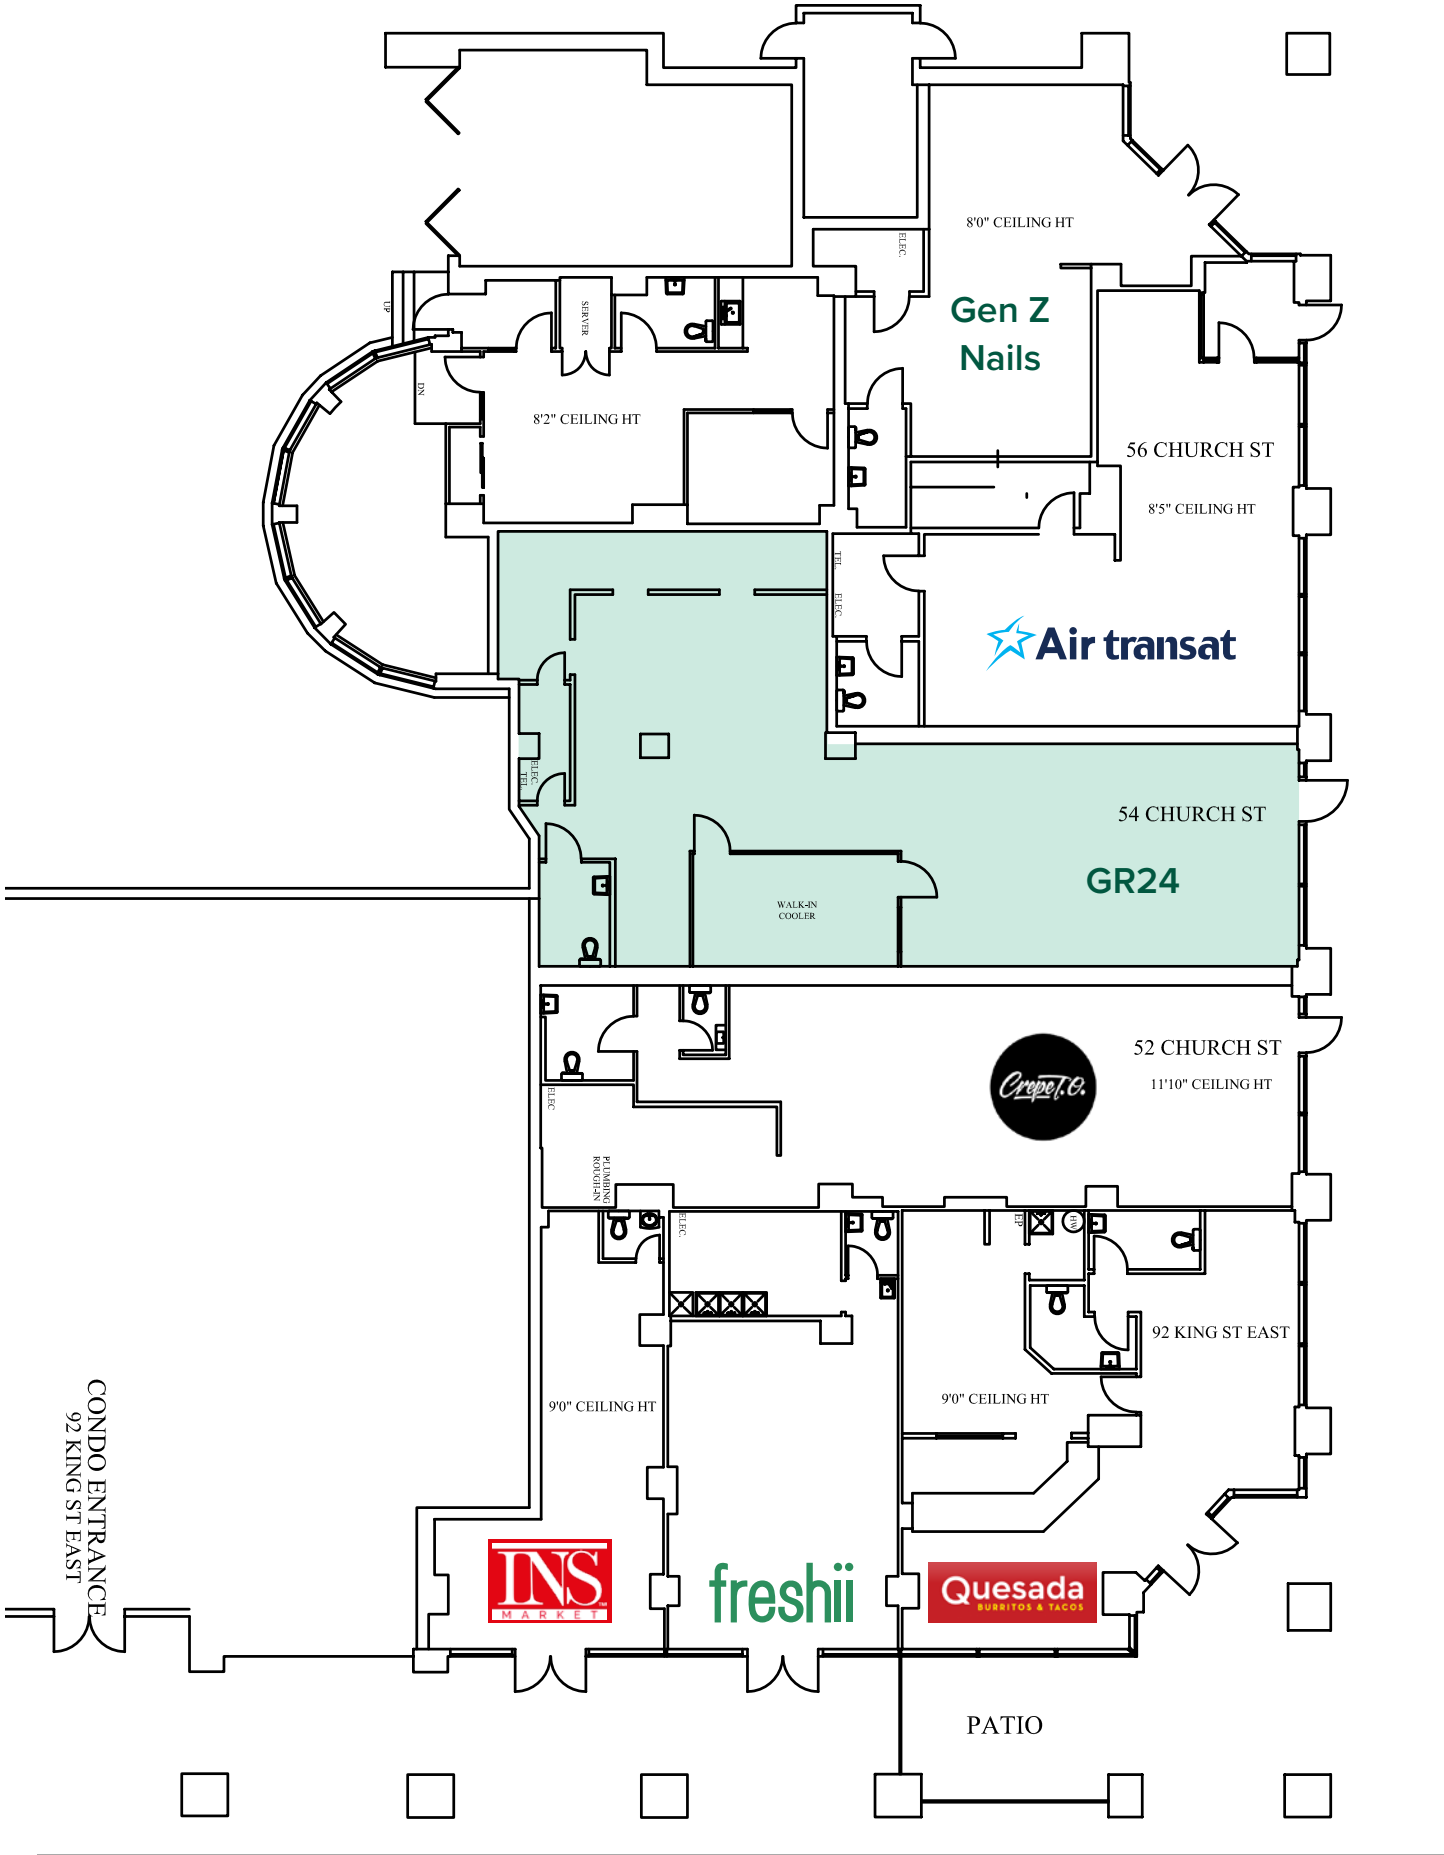 8'0" CEILING HT
ELEC.
Gen Z
Nails
UP
SERVER
DN
8'2" CEILING HT
56 CHURCH ST
8'5" CEILING HT
TEL.
ELEC.
Air transat
ELEC.
TEL.
54 CHURCH ST
GR24
WALK-IN
COOLER
52 CHURCH ST
11'10" CEILING HT
CrepeT.O.
ELEC
PLUMBING
ROUGH-IN
ELEC.
EP
HW
92 KING ST EAST
9'0" CEILING HT
9'0" CEILING HT
CONDO ENTRANCE
92 KING ST EAST
INS
MARKET
freshii
Quesada
BURRITOS & TACOS
PATIO